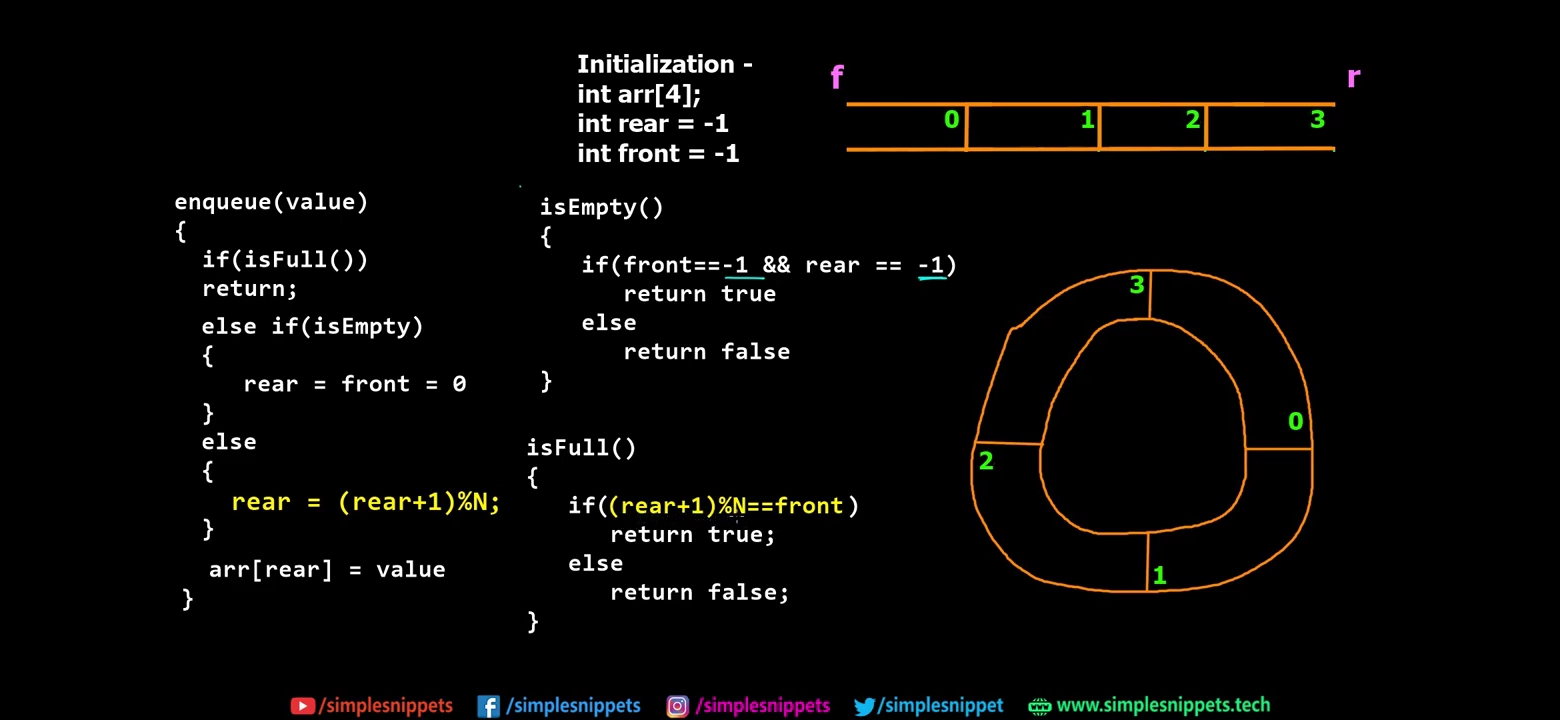 Initialization -
int arr[4];
int rear = -1
int front = -1
f
r
0 1 2 3
enqueue(value)
{
if(isFull())
return;
else if(isEmpty)
{
rear = front = 0
}
else
{
rear = (rear+1)%N;
}
arr[rear] = value
}
isEmpty()
{
if(front==-1 && rear == -1)
return true
else
return false
}
isFull()
{
if((rear+1)%N==front)
return true;
else
return false;
}
3
0
2
1
/simplesnippets /simplesnippets /simplesnippets /simplesnippets www.simplesnippets.tech